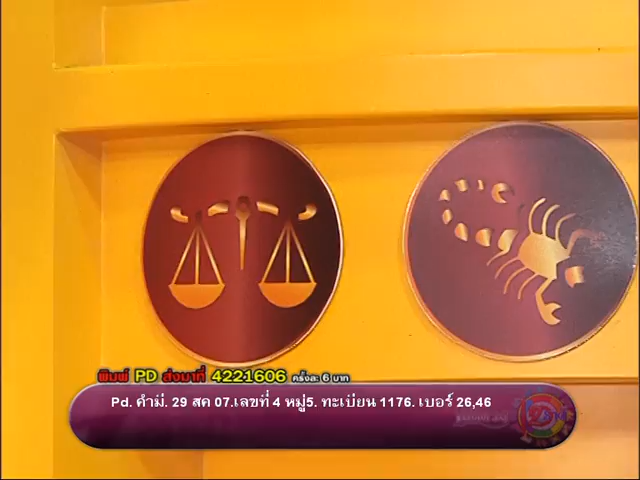 พิมพ์ PD ส่งมาที่ 4221606 ครั้งละ 6 บาท
Pd. คำมี. 29 สค 07.เลขที่ 4 หมู่5. ทะเบียน 1176. เบอร์ 26,46